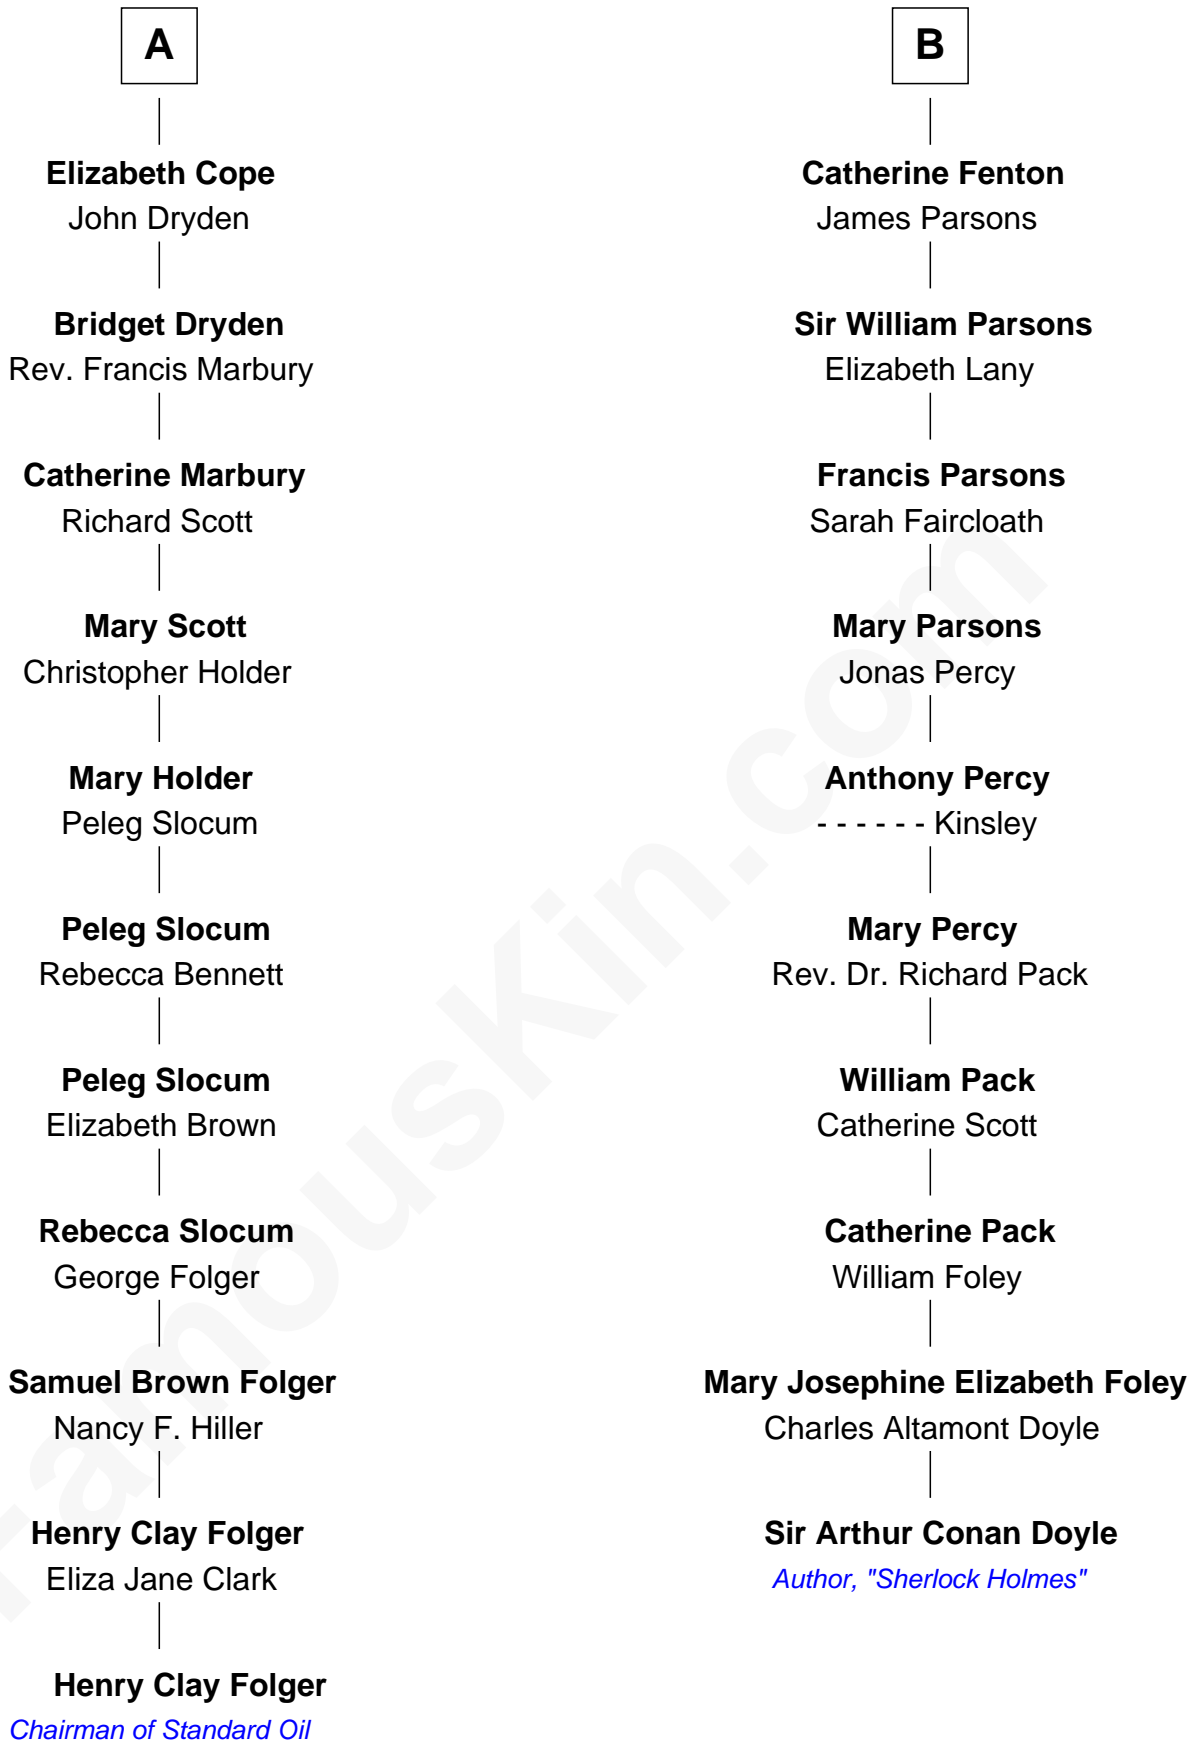 A
Elizabeth Cope
John Dryden
Bridget Dryden
Rev. Francis Marbury
Catherine Marbury
Richard Scott
Mary Scott
Christopher Holder
Mary Holder
Peleg Slocum
Peleg Slocum
Rebecca Bennett
Peleg Slocum
Elizabeth Brown
Rebecca Slocum
George Folger
Samuel Brown Folger
Nancy F. Hiller
Henry Clay Folger
Eliza Jane Clark
Henry Clay Folger
Chairman of Standard Oil
B
Catherine Fenton
James Parsons
Sir William Parsons
Elizabeth Lany
Francis Parsons
Sarah Faircloath
Mary Parsons
Jonas Percy
Anthony Percy
- - - - - - Kinsley
Mary Percy
Rev. Dr. Richard Pack
William Pack
Catherine Scott
Catherine Pack
William Foley
Mary Josephine Elizabeth Foley
Charles Altamont Doyle
Sir Arthur Conan Doyle
Author, "Sherlock Holmes"
FamousKin.com